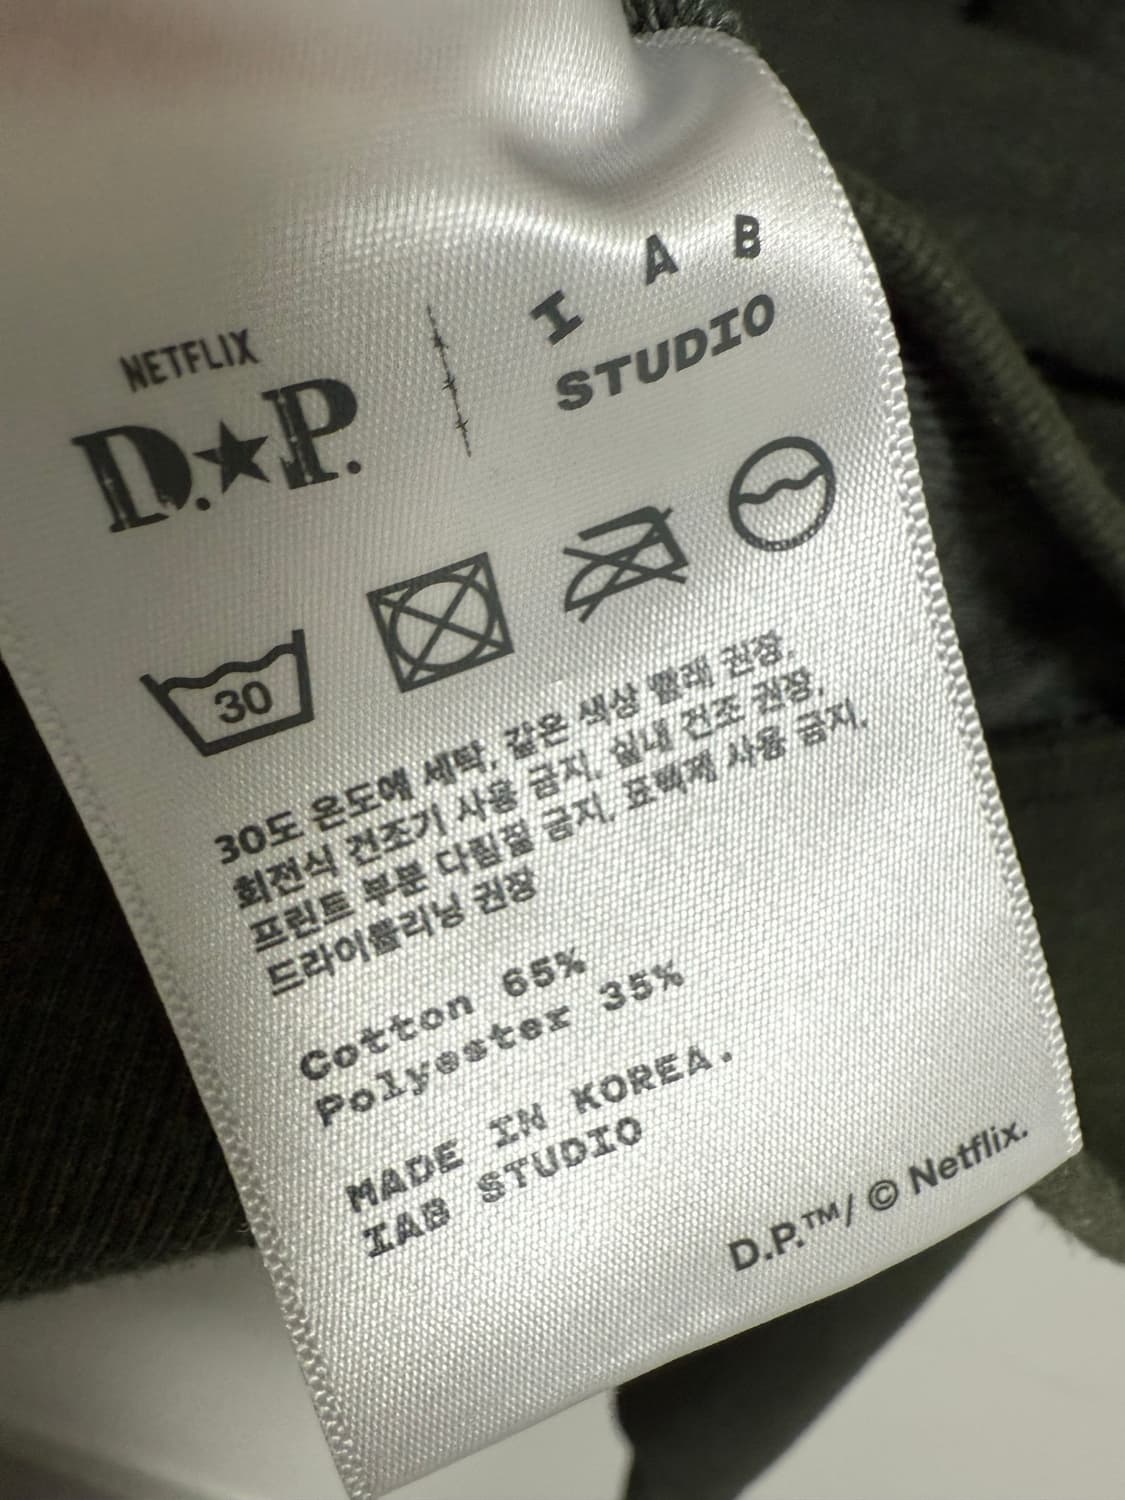 NETFLIX
D.★P.
I A B
STUDIO
30
30도 온도에 세탁, 같은 색상 빨래 권장,
회전식 건조기 사용 금지, 실내 건조 권장,
프린트 부분 다림질 금지, 표백제 사용 금지,
드라이클리닝 권장
Cotton 65%
Polyester 35%
MADE IN KOREA.
IAB STUDIO
D.P.™/ © Netflix.